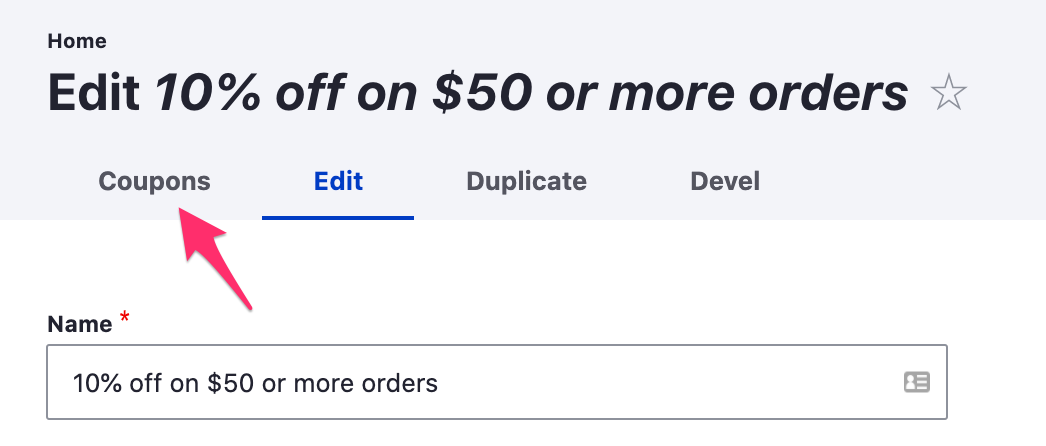 Home
Edit 10% off on $50 or more orders
Coupons Edit Duplicate Devel
Name *
10% off on $50 or more orders